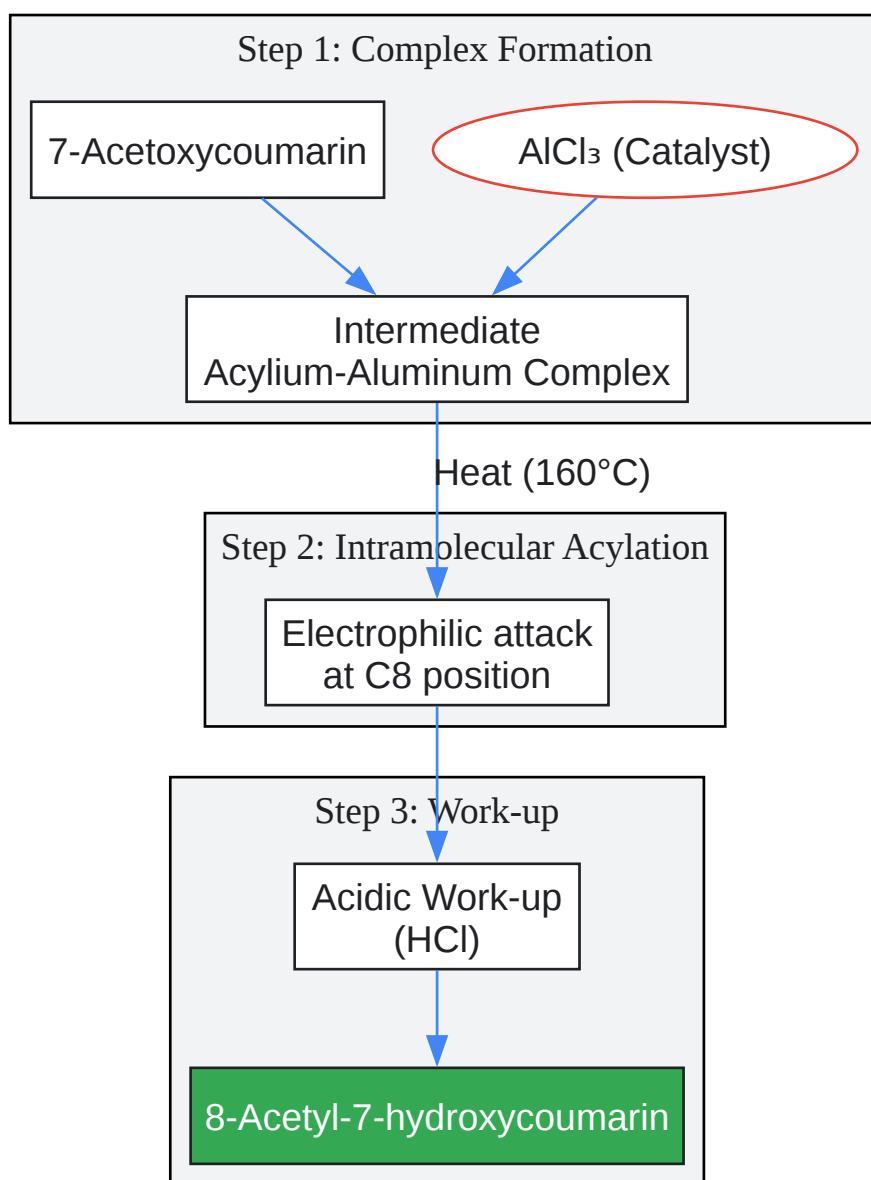 Step 1: Complex Formation
7-Acetoxycoumarin
AlCl₃ (Catalyst)
Intermediate
Acylium-Aluminum Complex
Heat (160°C)
Step 2: Intramolecular Acylation
Electrophilic attack
at C8 position
Step 3: Work-up
Acidic Work-up
(HCl)
8-Acetyl-7-hydroxycoumarin